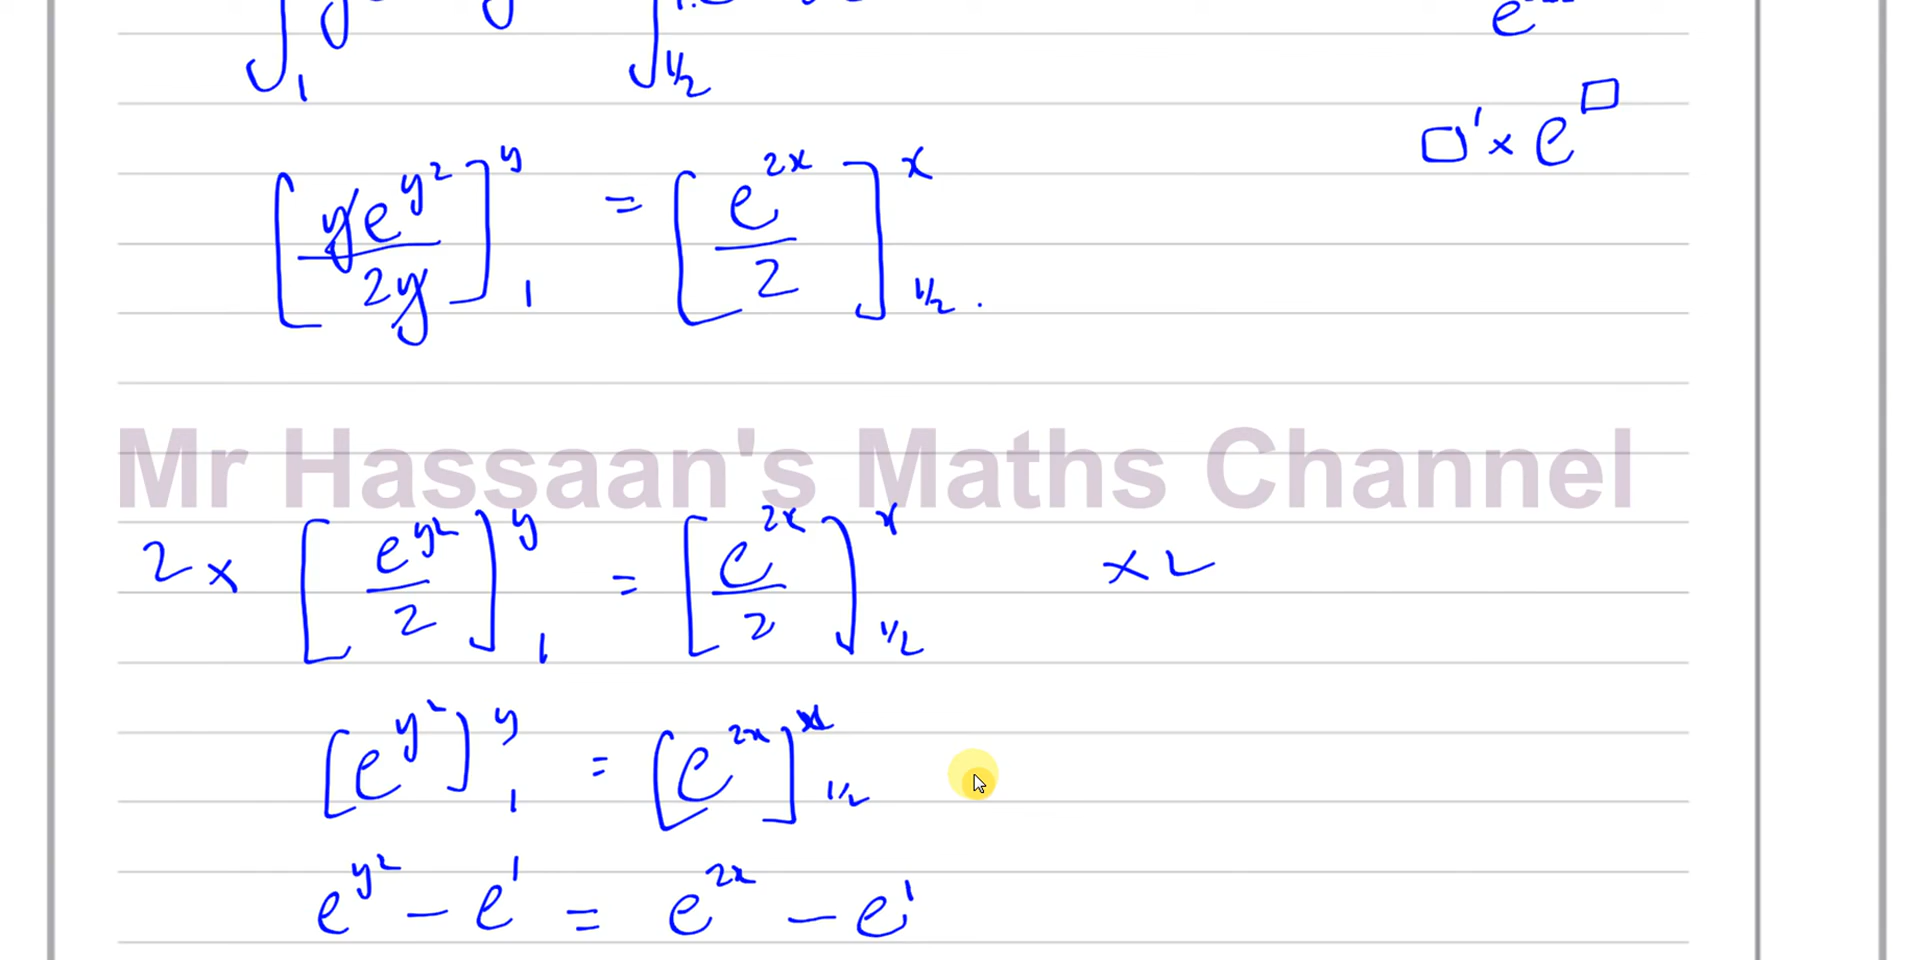 ∫₁ ∫_{1/2} e
□' × e^□
[ye^{y²}/2y]₁^y = [e^{2x}/2]_{1/2}^x .
Mr Hassaan's Maths Channel
2 × [e^{y²}/2]₁^y = [e^{2x}/2]_{1/2}^x × 2
[e^{y²}]₁^y = [e^{2x}]_{1/2}^x
e^{y²} − e¹ = e^{2x} − e¹